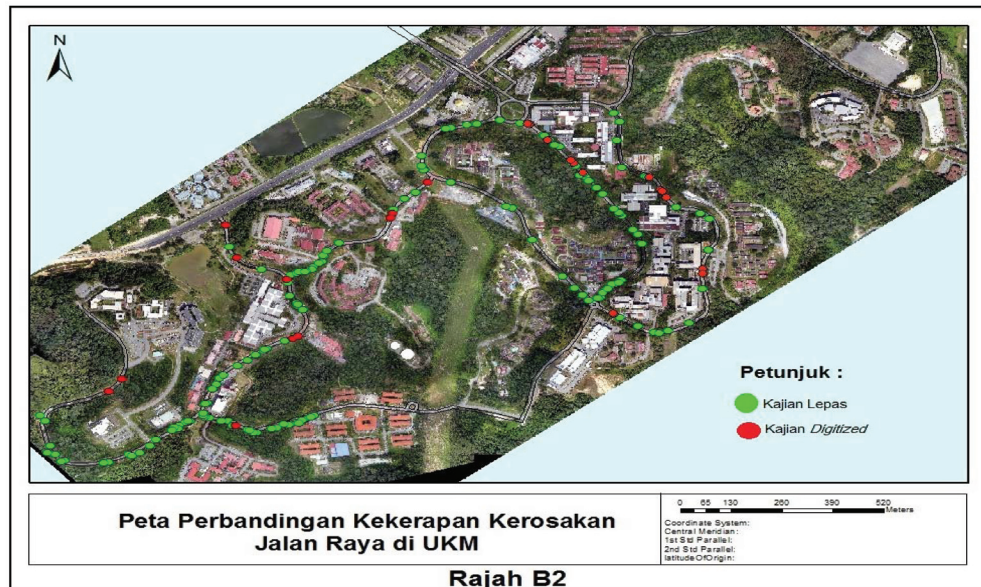 N
Petunjuk :
Kajian Lepas
Kajian Digitized
Peta Perbandingan Kekerapan Kerosakan
Jalan Raya di UKM
0 65 130 260 390 520
Meters
Coordinate System:
Central Meridian:
1st Std Parallel:
2nd Std Parallel:
latitudeOfOrigin:
Rajah B2